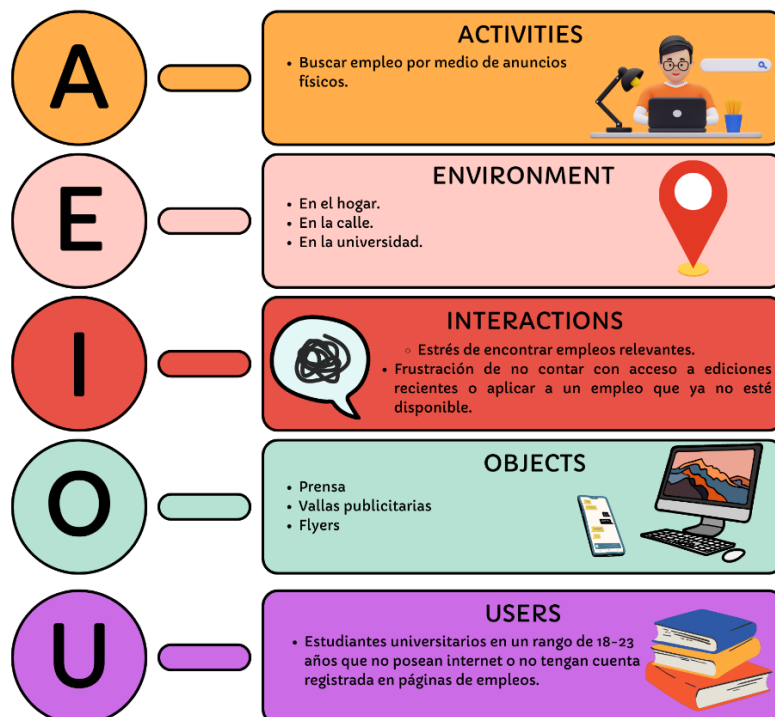 A
ACTIVITIES
• Buscar empleo por medio de anuncios
físicos.
E
ENVIRONMENT
• En el hogar.
• En la calle.
• En la universidad.
I
INTERACTIONS
◦ Estrés de encontrar empleos relevantes.
• Frustración de no contar con acceso a ediciones
recientes o aplicar a un empleo que ya no esté
disponible.
O
OBJECTS
• Prensa
• Vallas publicitarias
• Flyers
U
USERS
• Estudiantes universitarios en un rango de 18-23
años que no posean internet o no tengan cuenta
registrada en páginas de empleos.